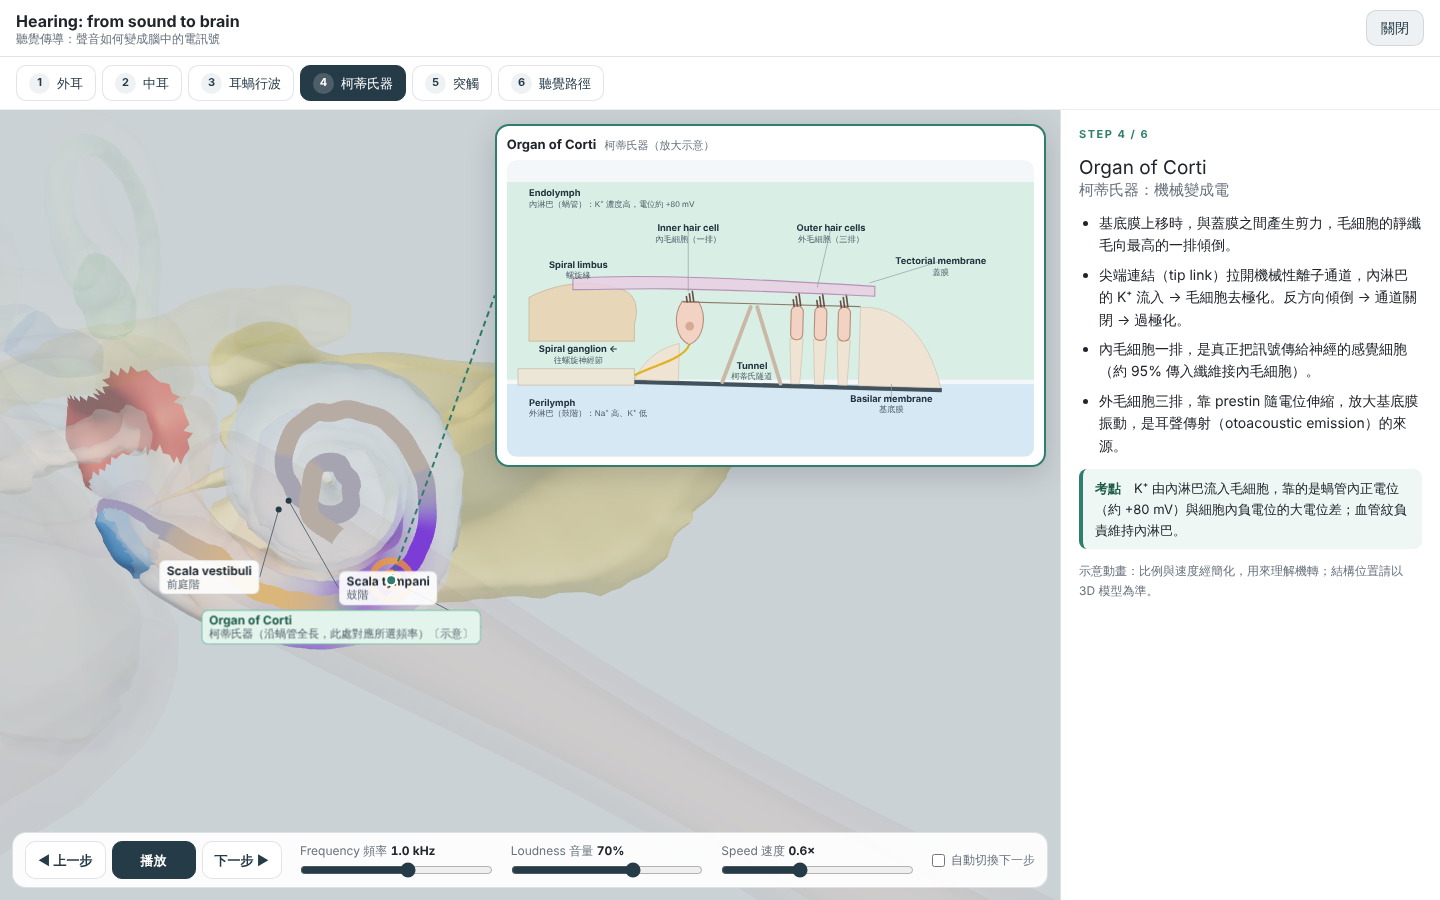 Hearing: from sound to brain
聽覺傳導：聲音如何變成腦中的電訊號
關閉
1 外耳
2 中耳
3 耳蝸行波
4 柯蒂氏器
5 突觸
6 聽覺路徑
Organ of Corti 柯蒂氏器（放大示意）
Endolymph
內淋巴（蝸管）：K⁺ 濃度高，電位約 +80 mV
Inner hair cell
內毛細胞（一排）
Outer hair cells
外毛細胞（三排）
Spiral limbus
螺旋緣
Tectorial membrane
蓋膜
Spiral ganglion ←
往螺旋神經節
Tunnel
柯蒂氏隧道
Basilar membrane
基底膜
Perilymph
外淋巴（鼓階）：Na⁺ 高、K⁺ 低
Scala vestibuli
前庭階
Scala tympani
鼓階
Organ of Corti
柯蒂氏器（沿蝸管全長，此處對應所選頻率）〔示意〕
◀ 上一步
播放
下一步 ▶
Frequency 頻率 1.0 kHz
Loudness 音量 70%
Speed 速度 0.6×
自動切換下一步
STEP 4 / 6
Organ of Corti
柯蒂氏器：機械變成電
• 基底膜上移時，與蓋膜之間產生剪力，毛細胞的靜纖
毛向最高的一排傾倒。
• 尖端連結（tip link）拉開機械性離子通道，內淋巴
的 K⁺ 流入 → 毛細胞去極化。反方向傾倒 → 通道關
閉 → 過極化。
• 內毛細胞一排，是真正把訊號傳給神經的感覺細胞
（約 95% 傳入纖維接內毛細胞）。
• 外毛細胞三排，靠 prestin 隨電位伸縮，放大基底膜
振動，是耳聲傳射（otoacoustic emission）的來
源。
考點 K⁺ 由內淋巴流入毛細胞，靠的是蝸管內正電位
（約 +80 mV）與細胞內負電位的大電位差；血管紋負
責維持內淋巴。
示意動畫：比例與速度經簡化，用來理解機轉；結構位置請以
3D 模型為準。